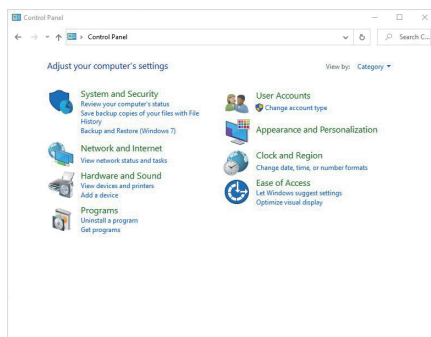 Control Panel
Control Panel
Search C...
Adjust your computer's settings
View by: Category
System and Security
Review your computer's status
Save backup copies of your files with File
History
Backup and Restore (Windows 7)
Network and Internet
View network status and tasks
Hardware and Sound
View devices and printers
Add a device
Programs
Uninstall a program
Get programs
User Accounts
Change account type
Appearance and Personalization
Clock and Region
Change date, time, or number formats
Ease of Access
Let Windows suggest settings
Optimize visual display